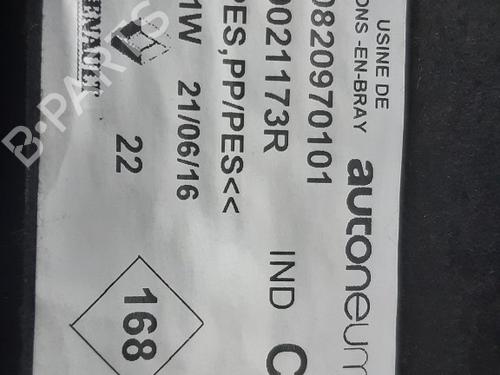 USINE DE
ONS -EN-BRAY
autoneum
0820970101
0021173R IND C
PES,PP/PES<<
1W 21/06/16
22
168
RENAULT
B-PARTS